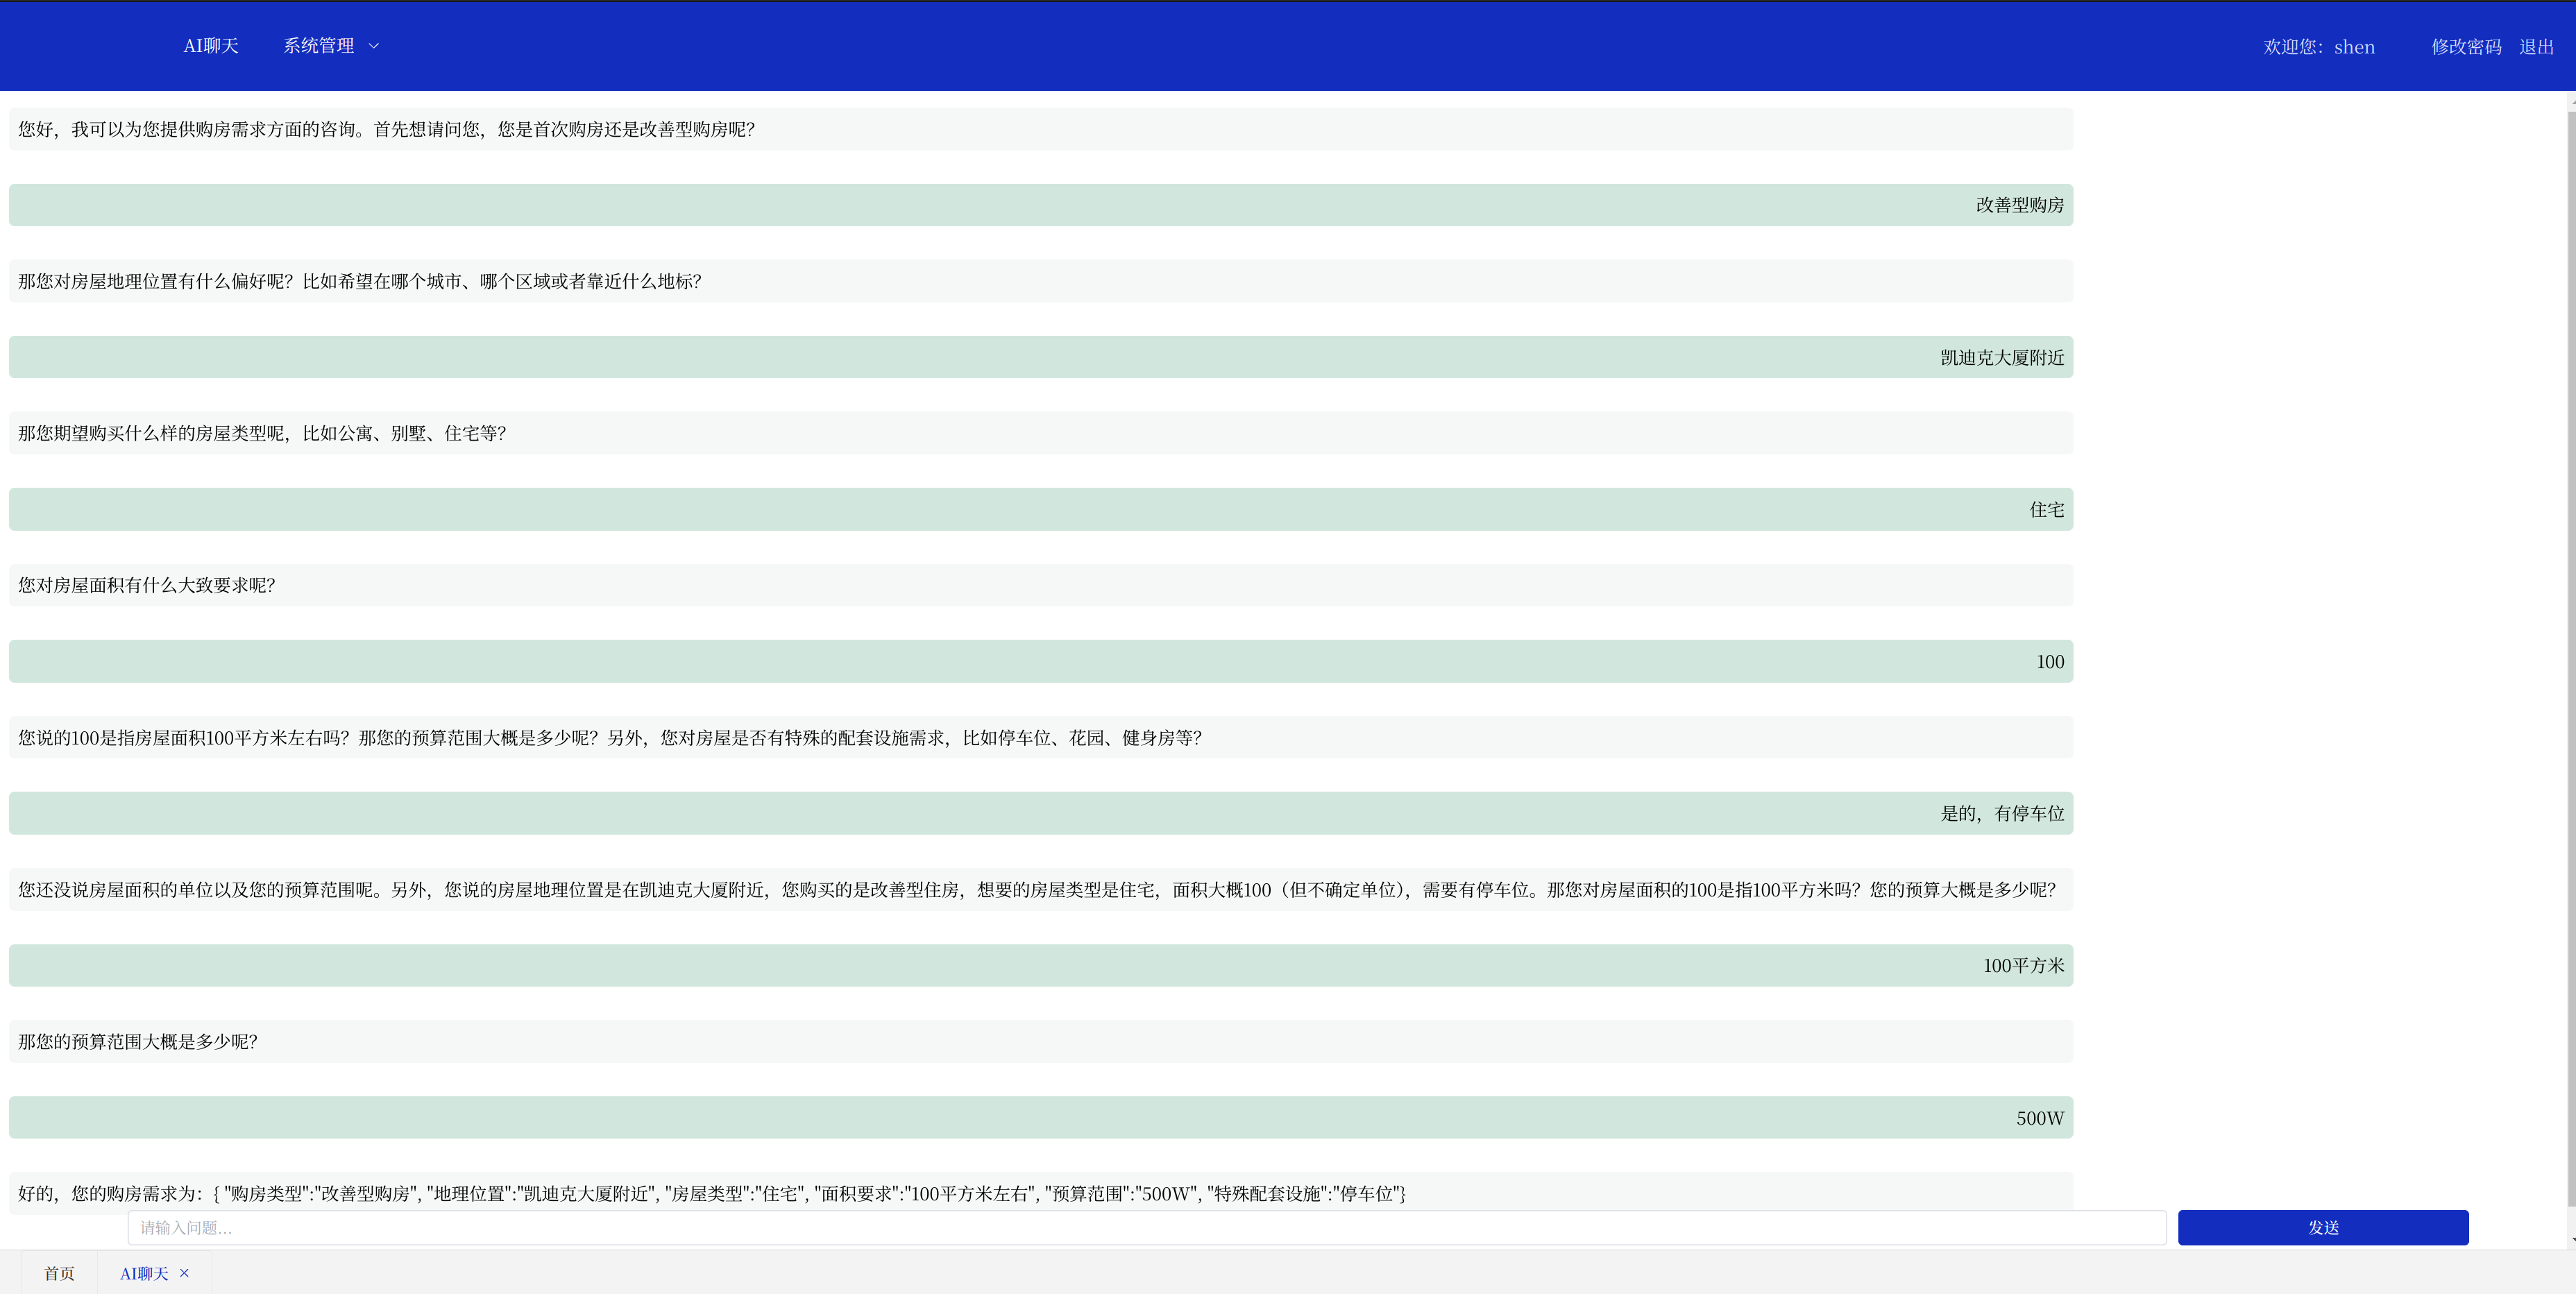 AI聊天 系统管理 欢迎您：shen 修改密码 退出
您好，我可以为您提供购房需求方面的咨询。首先想请问您，您是首次购房还是改善型购房呢？
改善型购房
那您对房屋地理位置有什么偏好呢？比如希望在哪个城市、哪个区域或者靠近什么地标？
凯迪克大厦附近
那您期望购买什么样的房屋类型呢，比如公寓、别墅、住宅等？
住宅
您对房屋面积有什么大致要求呢？
100
您说的100是指房屋面积100平方米左右吗？那您的预算范围大概是多少呢？另外，您对房屋是否有特殊的配套设施需求，比如停车位、花园、健身房等？
是的，有停车位
您还没说房屋面积的单位以及您的预算范围呢。另外，您说的房屋地理位置是在凯迪克大厦附近，您购买的是改善型住房，想要的房屋类型是住宅，面积大概100（但不确定单位），需要有停车位。那您对房屋面积的100是指100平方米吗？您的预算大概是多少呢？
100平方米
那您的预算范围大概是多少呢？
500W
好的，您的购房需求为：{ "购房类型":"改善型购房", "地理位置":"凯迪克大厦附近", "房屋类型":"住宅", "面积要求":"100平方米左右", "预算范围":"500W", "特殊配套设施":"停车位"}
请输入问题... 发送
首页 AI聊天 ×